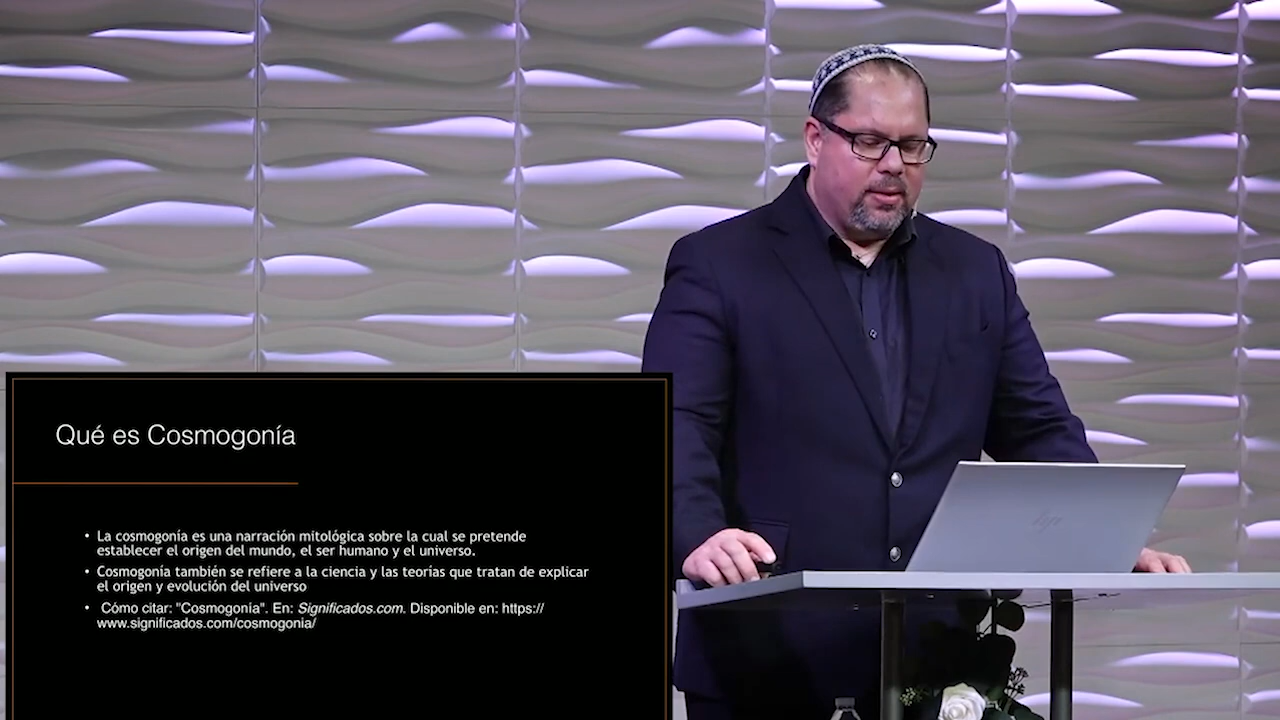 Qué es Cosmogonía
• La cosmogonía es una narración mitológica sobre la cual se pretende
establecer el origen del mundo, el ser humano y el universo.
• Cosmogonía también se refiere a la ciencia y las teorías que tratan de explicar
el origen y evolución del universo
• Cómo citar: "Cosmogonía". En: Significados.com. Disponible en: https://
www.significados.com/cosmogonia/
hp